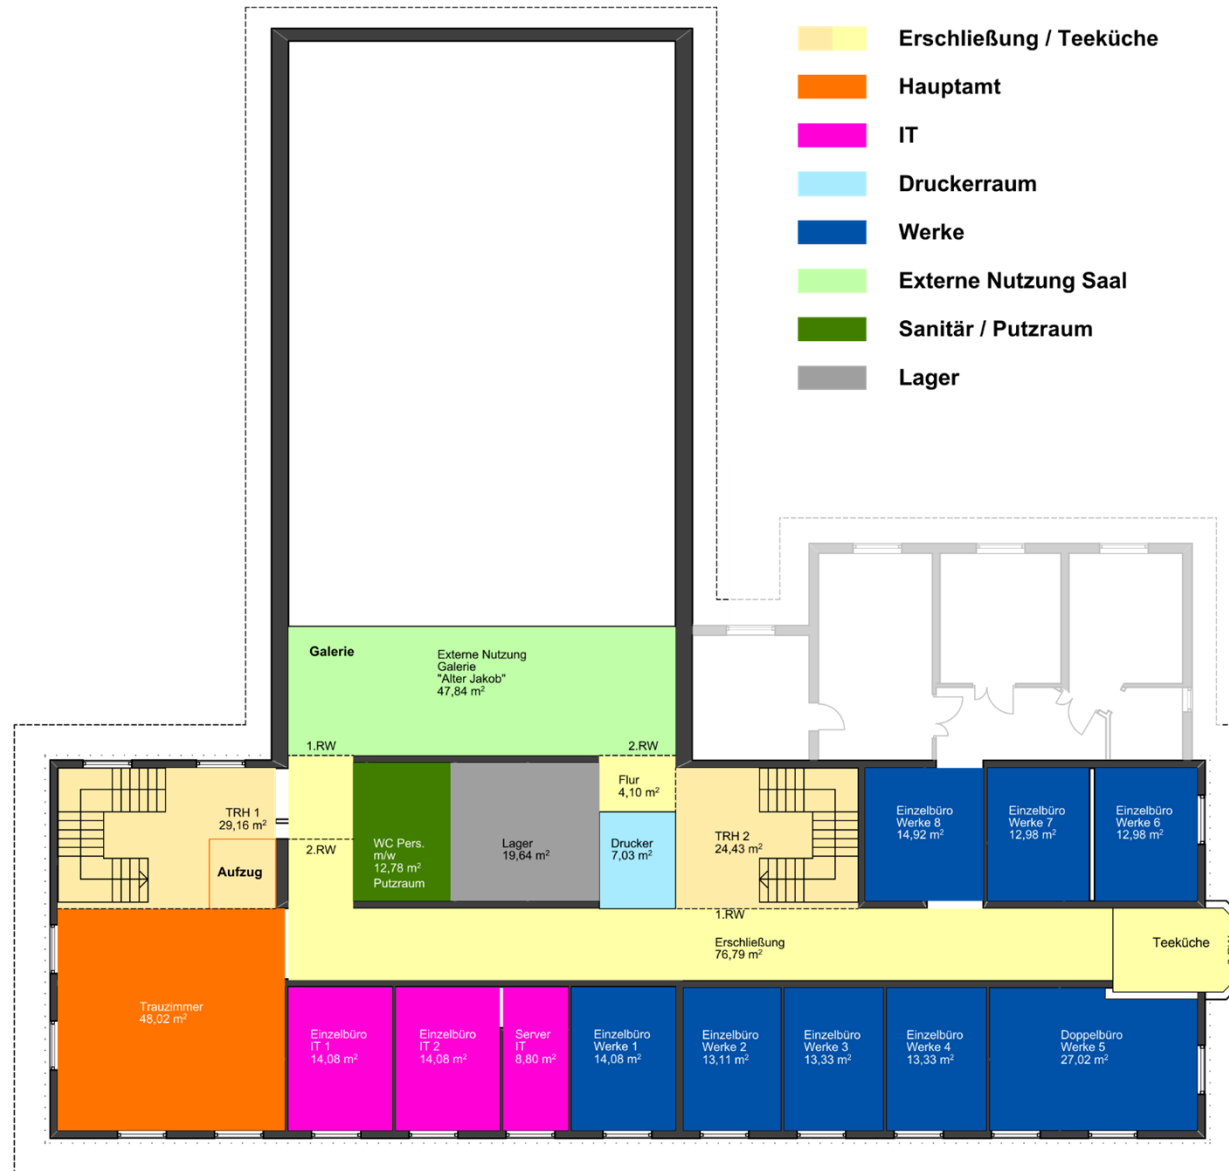 Erschließung / Teeküche
Hauptamt
IT
Druckerraum
Werke
Externe Nutzung Saal
Sanitär / Putzraum
Lager
Galerie
Externe Nutzung
Galerie
"Alter Jakob"
47,84 m²
1.RW
2.RW
Flur
4,10 m²
TRH 1
29,16 m²
Aufzug
2.RW
WC Pers.
m/w
12,78 m²
Putzraum
Lager
19,64 m²
Drucker
7,03 m²
TRH 2
24,43 m²
Einzelbüro
Werke 8
14,92 m²
Einzelbüro
Werke 7
12,98 m²
Einzelbüro
Werke 6
12,98 m²
1.RW
Erschließung
76,79 m²
Teeküche
Trauzimmer
48,02 m²
Einzelbüro
IT 1
14,08 m²
Einzelbüro
IT 2
14,08 m²
Server
IT
8,80 m²
Einzelbüro
Werke 1
14,08 m²
Einzelbüro
Werke 2
13,11 m²
Einzelbüro
Werke 3
13,33 m²
Einzelbüro
Werke 4
13,33 m²
Doppelbüro
Werke 5
27,02 m²